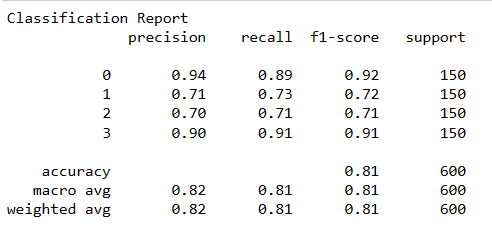 Classification Report
precision recall f1-score support
0 0.94 0.89 0.92 150
1 0.71 0.73 0.72 150
2 0.70 0.71 0.71 150
3 0.90 0.91 0.91 150
accuracy 0.81 600
macro avg 0.82 0.81 0.81 600
weighted avg 0.82 0.81 0.81 600